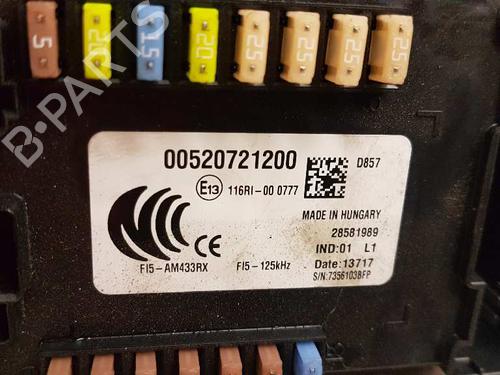 5
20
15
20
25
25
25
25
B-PARTS
00520721200
D857
E13 116RI-00 0777
MADE IN HUNGARY
28581989
CE
IND:01 L1
FI5-AM433RX
FI5-125kHz
Date:13717
S/N:7356103BFP